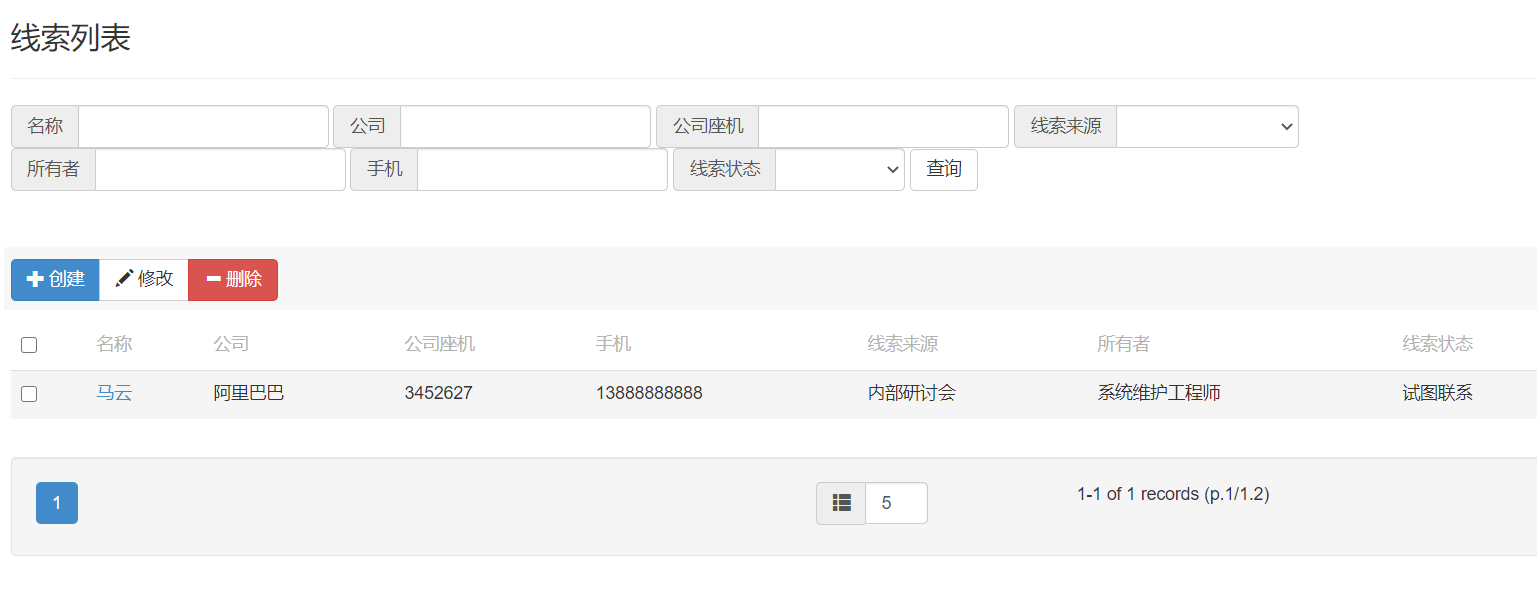 线索列表
名称 公司 公司座机 线索来源
所有者 手机 线索状态 查询
创建 修改 删除
名称 公司 公司座机 手机 线索来源 所有者 线索状态
马云 阿里巴巴 3452627 13888888888 内部研讨会 系统维护工程师 试图联系
1 5 1-1 of 1 records (p.1/1.2)